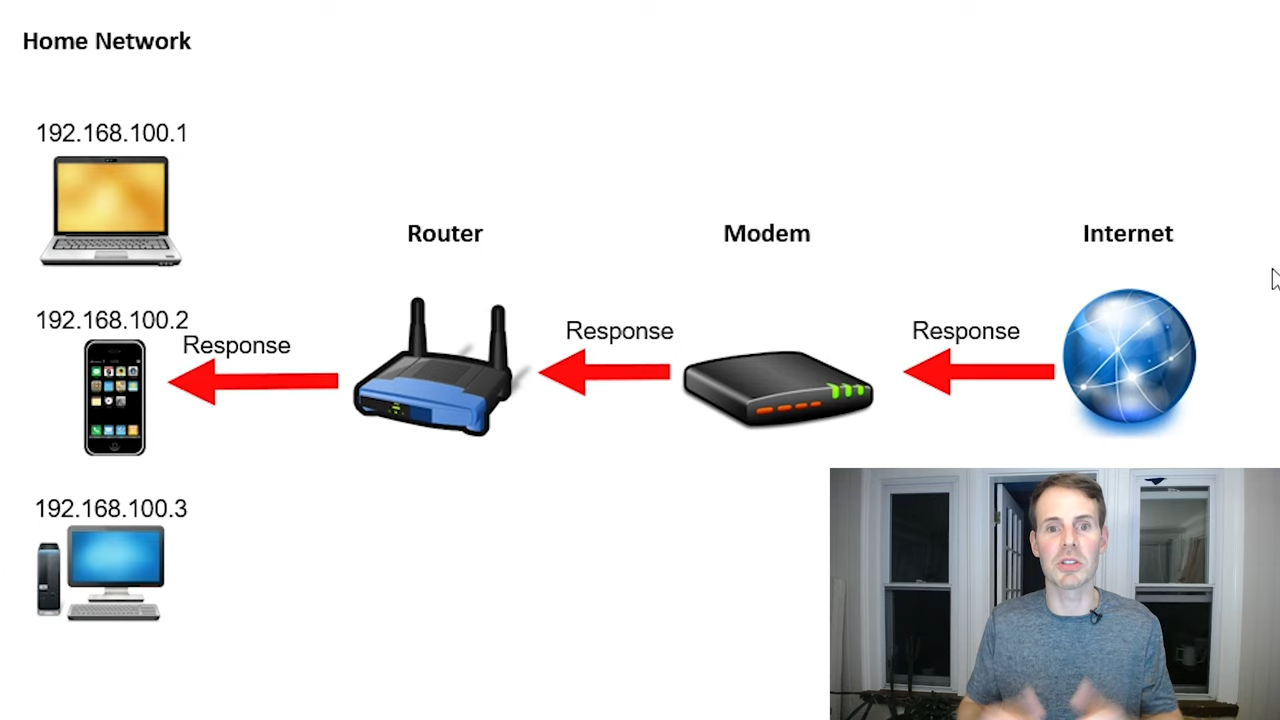 Home Network
192.168.100.1
Router
Modem
Internet
192.168.100.2
Response
Response
Response
192.168.100.3